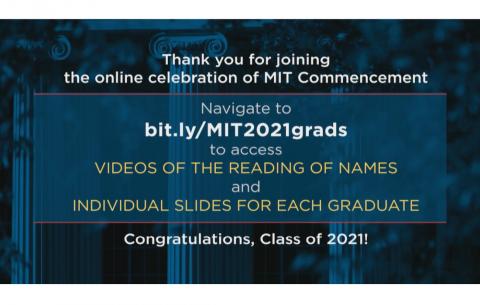 Thank you for joining
the online celebration of MIT Commencement
Navigate to
bit.ly/MIT2021grads
to access
VIDEOS OF THE READING OF NAMES
and
INDIVIDUAL SLIDES FOR EACH GRADUATE
Congratulations, Class of 2021!